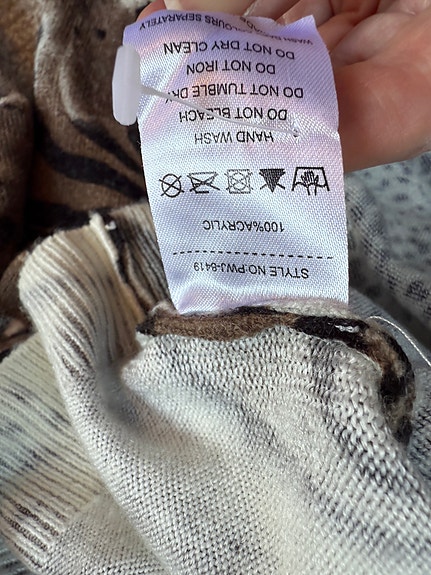 STYLE NO:PWJ-8419
100%ACRYLIC
HAND WASH
DO NOT BLEACH
DO NOT TUMBLE DRY
DO NOT IRON
DO NOT DRY CLEAN
WASH COLOURS SEPARATELY